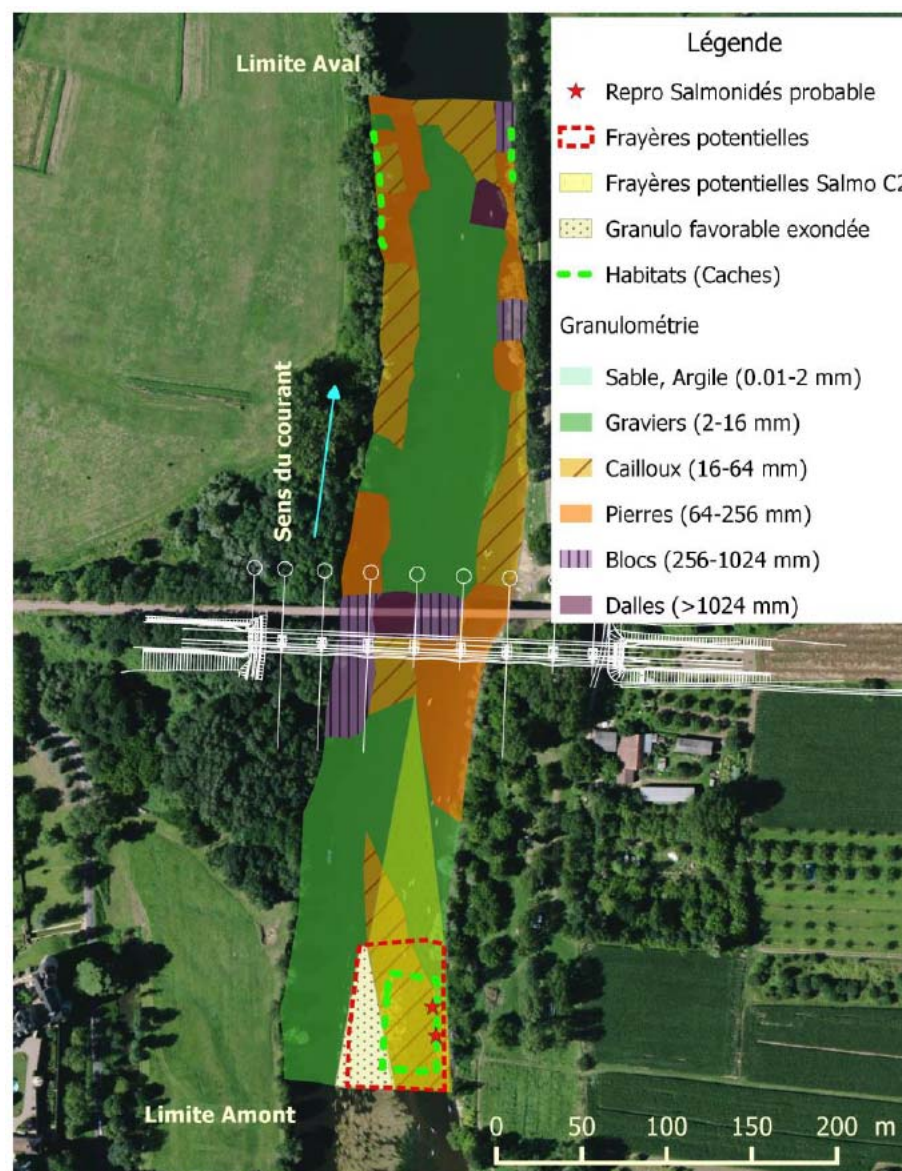 Limite Aval
Légende
Repro Salmonidés probable
Frayères potentielles
Frayères potentielles Salmo C2
Granulo favorable exondée
Habitats (Caches)
Granulométrie
Sable, Argile (0.01-2 mm)
Graviers (2-16 mm)
Cailloux (16-64 mm)
Pierres (64-256 mm)
Blocs (256-1024 mm)
Dalles (>1024 mm)
Sens du courant
Limite Amont
0 50 100 150 200 m